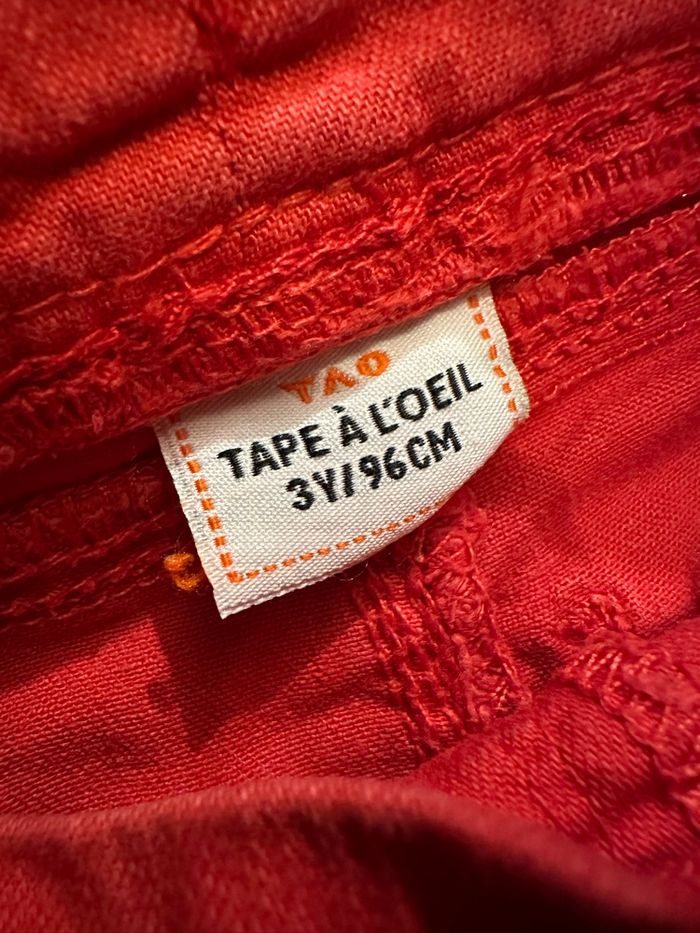 TAO
TAPE À L'OEIL
3Y/96CM